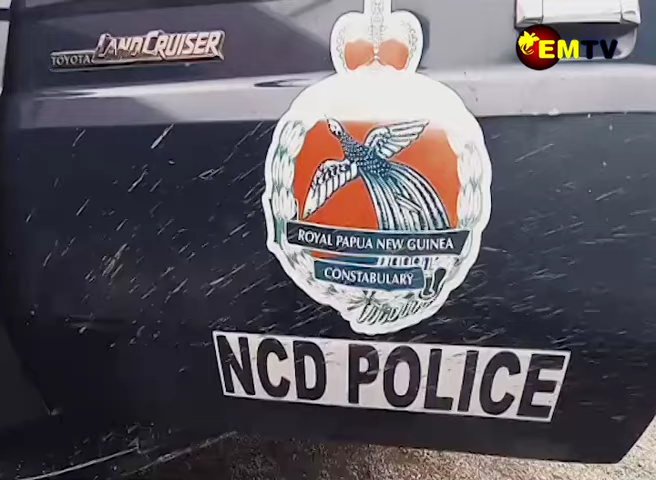 TOYOTA LANDCRUISER
EMTV
ROYAL PAPUA NEW GUINEA
CONSTABULARY
NCD POLICE